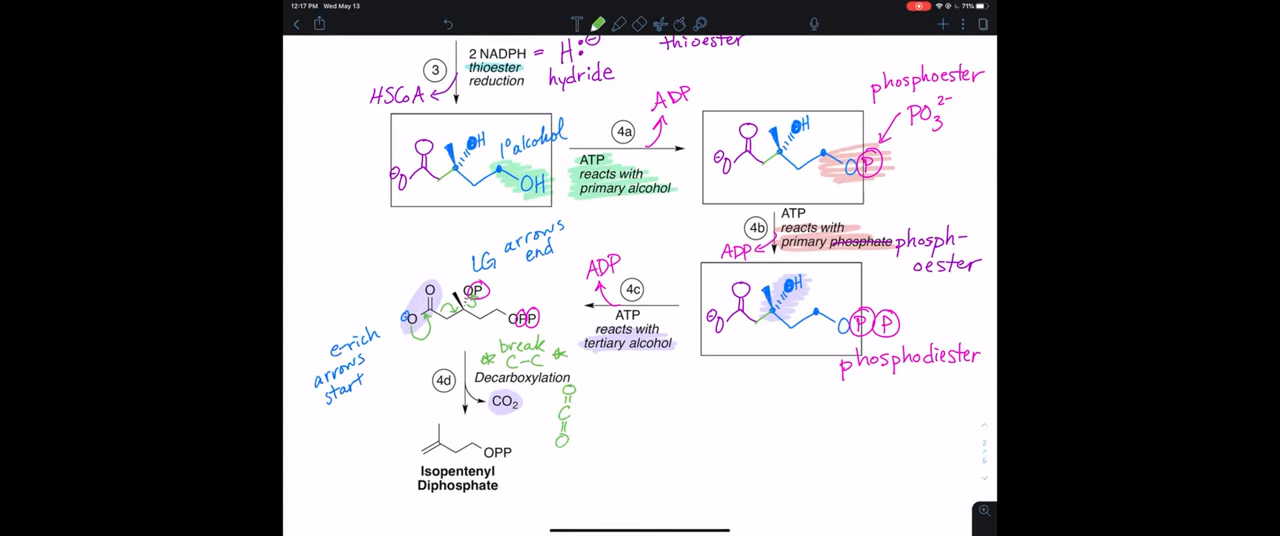 12:17 PM Wed May 13
71%
T
2 NADPH = H:⊖
thioester
thioester
reduction
hydride
3
HSCoA
phosphoester
PO₃²⁻
ADP
O
⊖O
OH
1° alcohol
OH
4a
ATP
reacts with
primary alcohol
O
⊖O
OH
O P
4b
ATP
reacts with
primary phosphate phosph-
oester
ADP
LG arrows
end
ADP
4c
ATP
reacts with
tertiary alcohol
O
⊖O
OP
OPP
O
⊖O
OH
O P P
phosphodiester
e-rich
arrows
start
* break *
C-C
Decarboxylation
4d
CO₂
O=C=O
OPP
Isopentenyl
Diphosphate
2
/
5